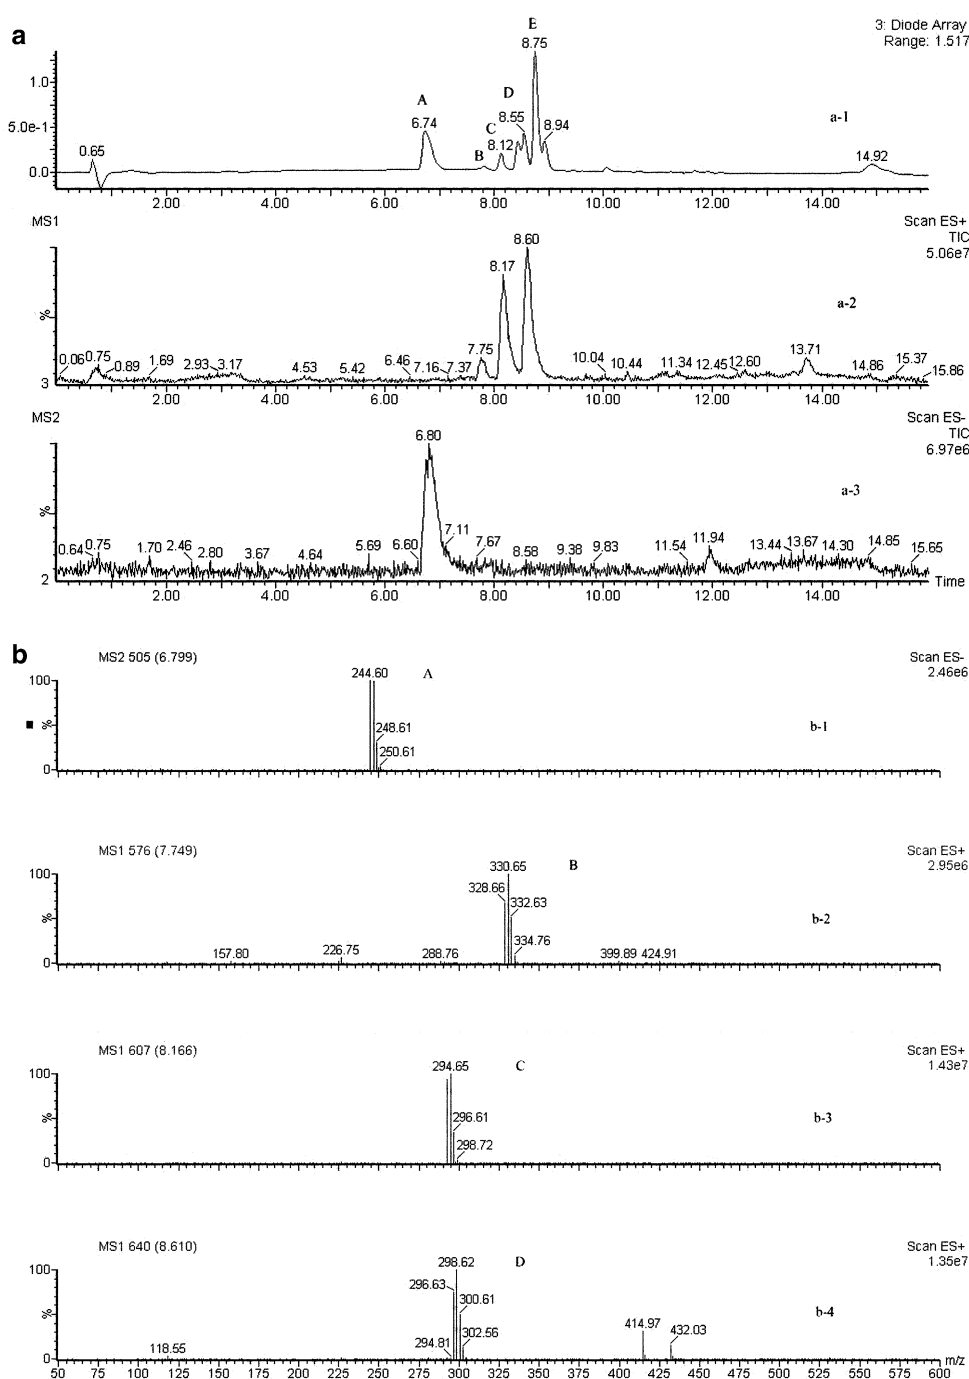 a
3: Diode Array
Range: 1.517
E
8.75
D
A
8.55
C
8.94
6.74
8.12
B
0.65
14.92
a-1
1.0
5.0e-1
0.0
2.00 4.00 6.00 8.00 10.00 12.00 14.00
MS1
Scan ES+
TIC
5.06e7
8.60
8.17
a-2
%
7.75
0.06 0.75 0.89 1.69 2.93 3.17 4.53 5.42 6.46 7.16 7.37 10.04 10.44 11.34 12.45 12.60 13.71 14.86 15.37 15.86
3
2.00 4.00 6.00 8.00 10.00 12.00 14.00
MS2
Scan ES-
TIC
6.97e6
6.80
a-3
%
0.64 0.75 1.70 2.46 2.80 3.67 4.64 5.69 6.60 7.11 7.67 8.58 9.38 9.83 11.54 11.94 13.44 13.67 14.30 14.85 15.65
2
Time
2.00 4.00 6.00 8.00 10.00 12.00 14.00
b
MS2 505 (6.799)
Scan ES-
2.46e6
100
244.60
A
%
248.61
b-1
250.61
0
MS1 576 (7.749)
Scan ES+
2.95e6
100
330.65
B
328.66
332.63
%
b-2
334.76
157.80 226.75 288.76 399.89 424.91
0
MS1 607 (8.166)
Scan ES+
1.43e7
100
294.65
C
%
296.61
b-3
298.72
0
MS1 640 (8.610)
Scan ES+
1.35e7
100
298.62
D
296.63
300.61
%
b-4
414.97
432.03
302.56
294.81
118.55
0
m/z
50 75 100 125 150 175 200 225 250 275 300 325 350 375 400 425 450 475 500 525 550 575 600